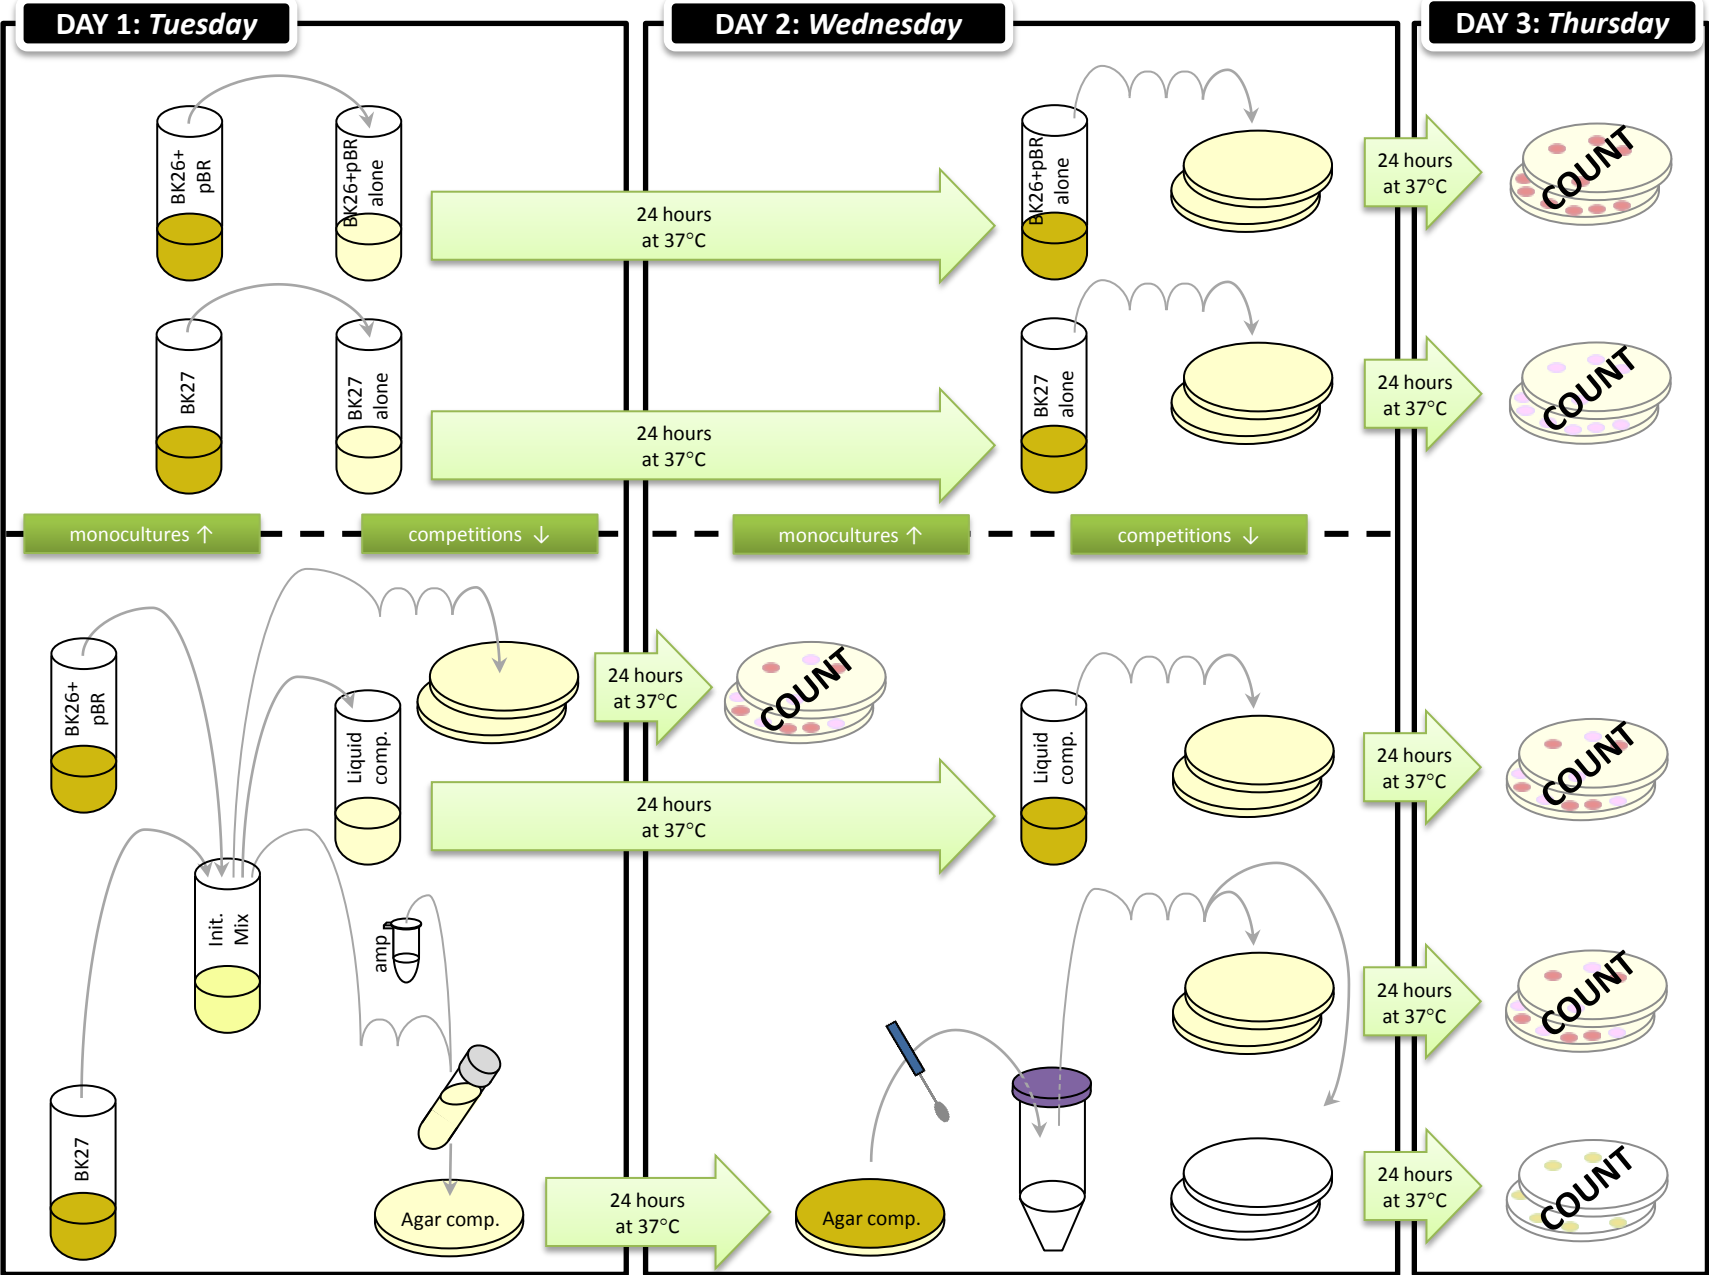 DAY 1: Tuesday
DAY 2: Wednesday
DAY 3: Thursday
BK26+
pBR
BK26+pBR
alone
24 hours
at 37°C
BK26+pBR
alone
24 hours
at 37°C
COUNT
BK27
BK27
alone
24 hours
at 37°C
BK27
alone
24 hours
at 37°C
COUNT
monocultures ↑
competitions ↓
monocultures ↑
competitions ↓
BK26+
pBR
24 hours
at 37°C
COUNT
Liquid
comp.
24 hours
at 37°C
Liquid
comp.
24 hours
at 37°C
COUNT
Init.
Mix
amp
24 hours
at 37°C
COUNT
BK27
Agar comp.
24 hours
at 37°C
Agar comp.
24 hours
at 37°C
COUNT